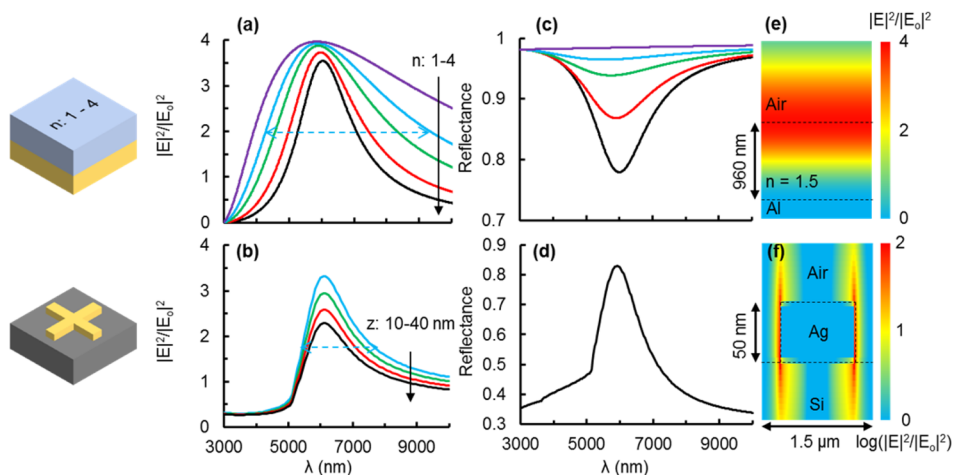 n: 1 - 4
(a)
|E|²/|Eₒ|²
4
3
2
1
0
n: 1-4
(b)
|E|²/|Eₒ|²
4
3
2
1
0
z: 10-40 nm
3000 5000 7000 9000
λ (nm)
(c)
Reflectance
1
0.9
0.8
0.7
(d)
Reflectance
0.9
0.8
0.7
0.6
0.5
0.4
0.3
3000 5000 7000 9000
λ (nm)
(e)
|E|²/|Eₒ|²
Air
960 nm
n = 1.5
Al
4
2
0
(f)
Air
50 nm
Ag
Si
2
1
0
1.5 µm
log(|E|²/|Eₒ|²)